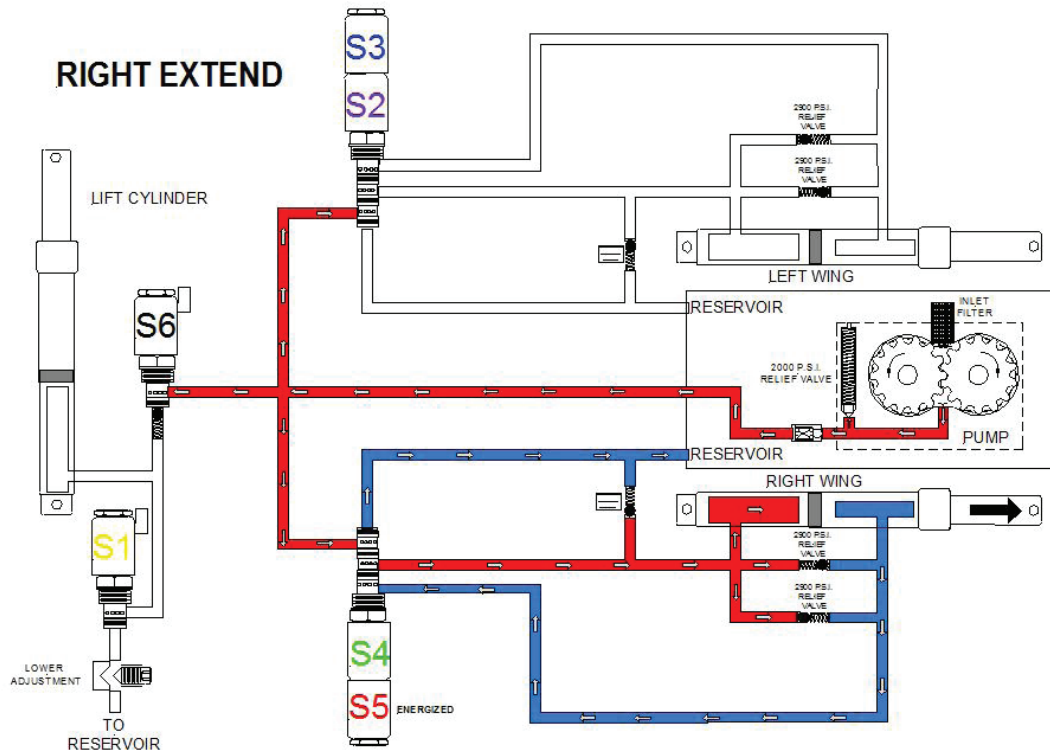 RIGHT EXTEND
S3
S2
2900 P.S.I.
RELIEF
VALVE
2900 P.S.I.
RELIEF
VALVE
LIFT CYLINDER
LEFT WING
S6
RESERVOIR
INLET
FILTER
2000 P.S.I.
RELIEF VALVE
PUMP
RESERVOIR
RIGHT WING
S1
2900 P.S.I.
RELIEF
VALVE
2900 P.S.I.
RELIEF
VALVE
S4
S5
ENERGIZED
LOWER
ADJUSTMENT
TO
RESERVOIR